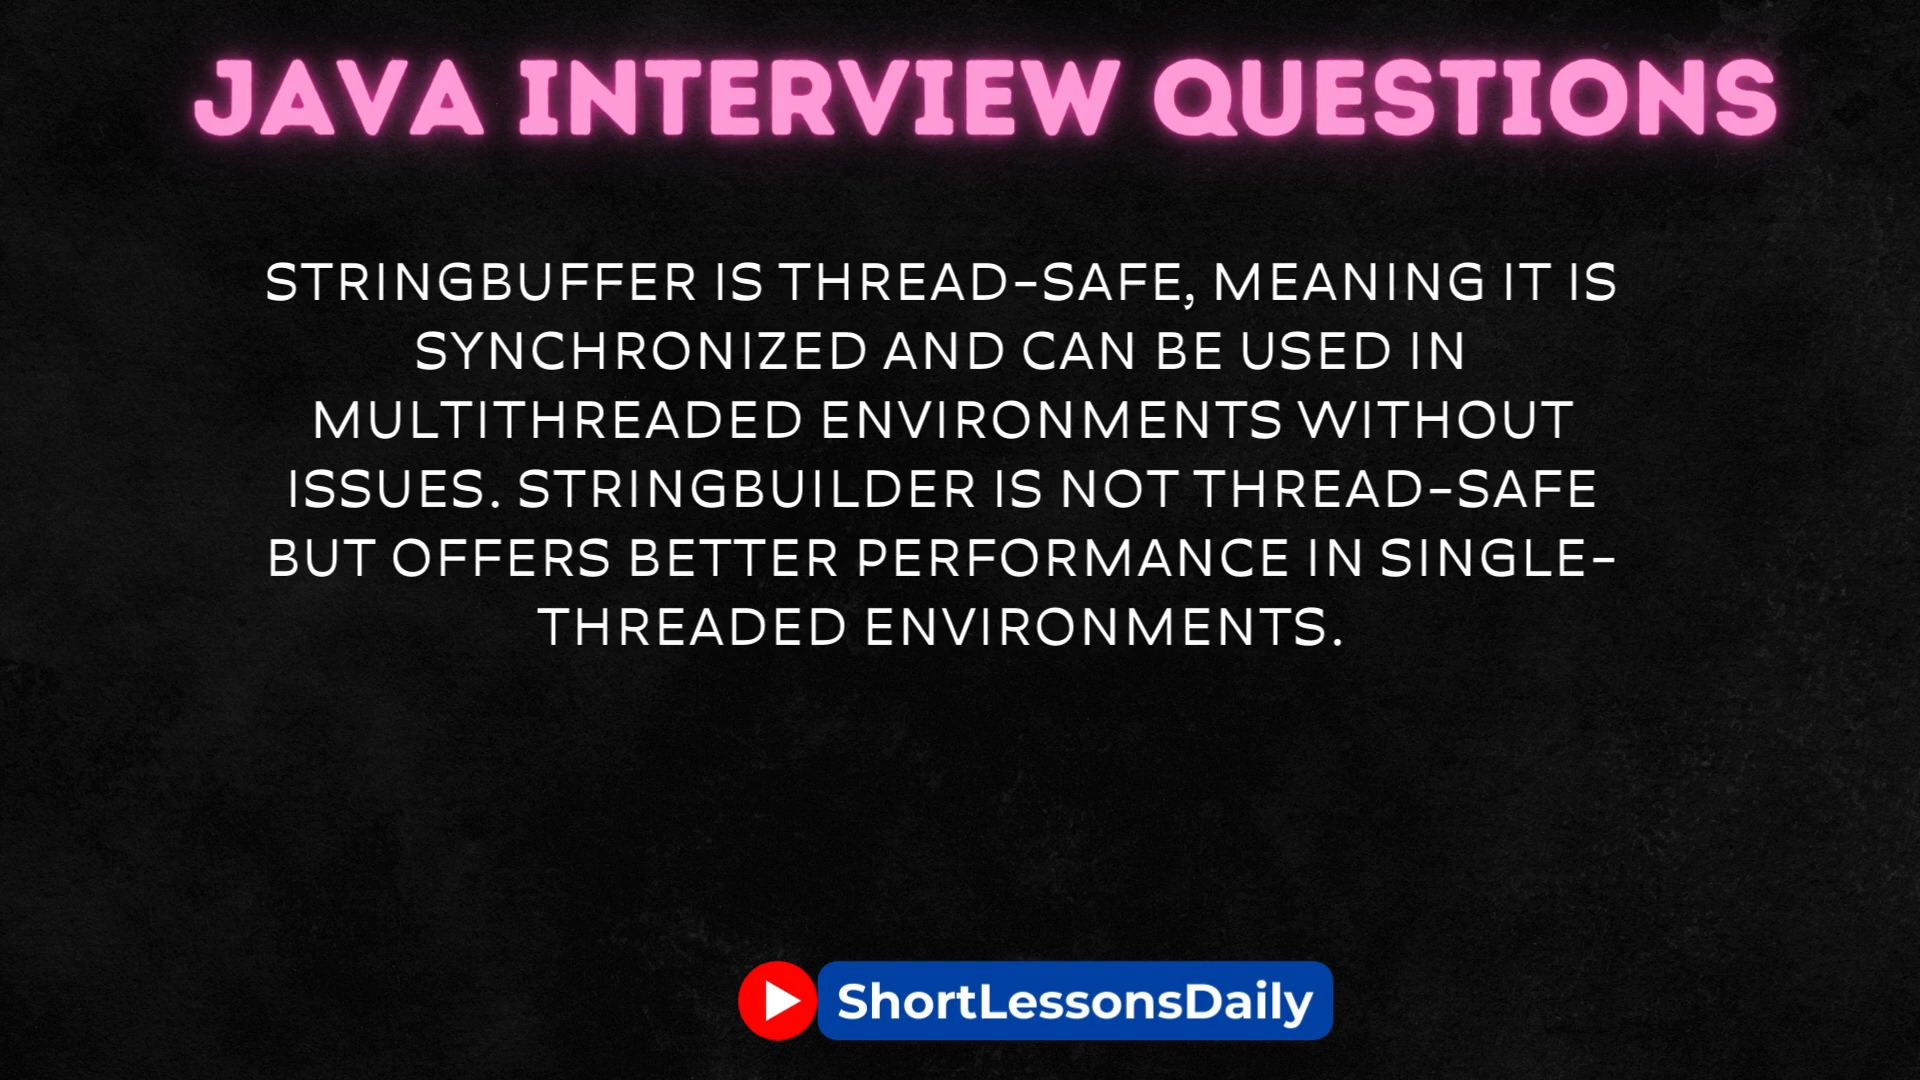 JAVA INTERVIEW QUESTIONS
STRINGBUFFER IS THREAD-SAFE, MEANING IT IS
SYNCHRONIZED AND CAN BE USED IN
MULTITHREADED ENVIRONMENTS WITHOUT
ISSUES. STRINGBUILDER IS NOT THREAD-SAFE
BUT OFFERS BETTER PERFORMANCE IN SINGLE-
THREADED ENVIRONMENTS.
ShortLessonsDaily